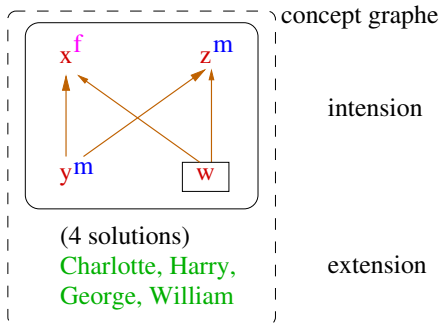 concept graphe
x f z m
intension
y m w
(4 solutions)
Charlotte, Harry,
extension
George, William